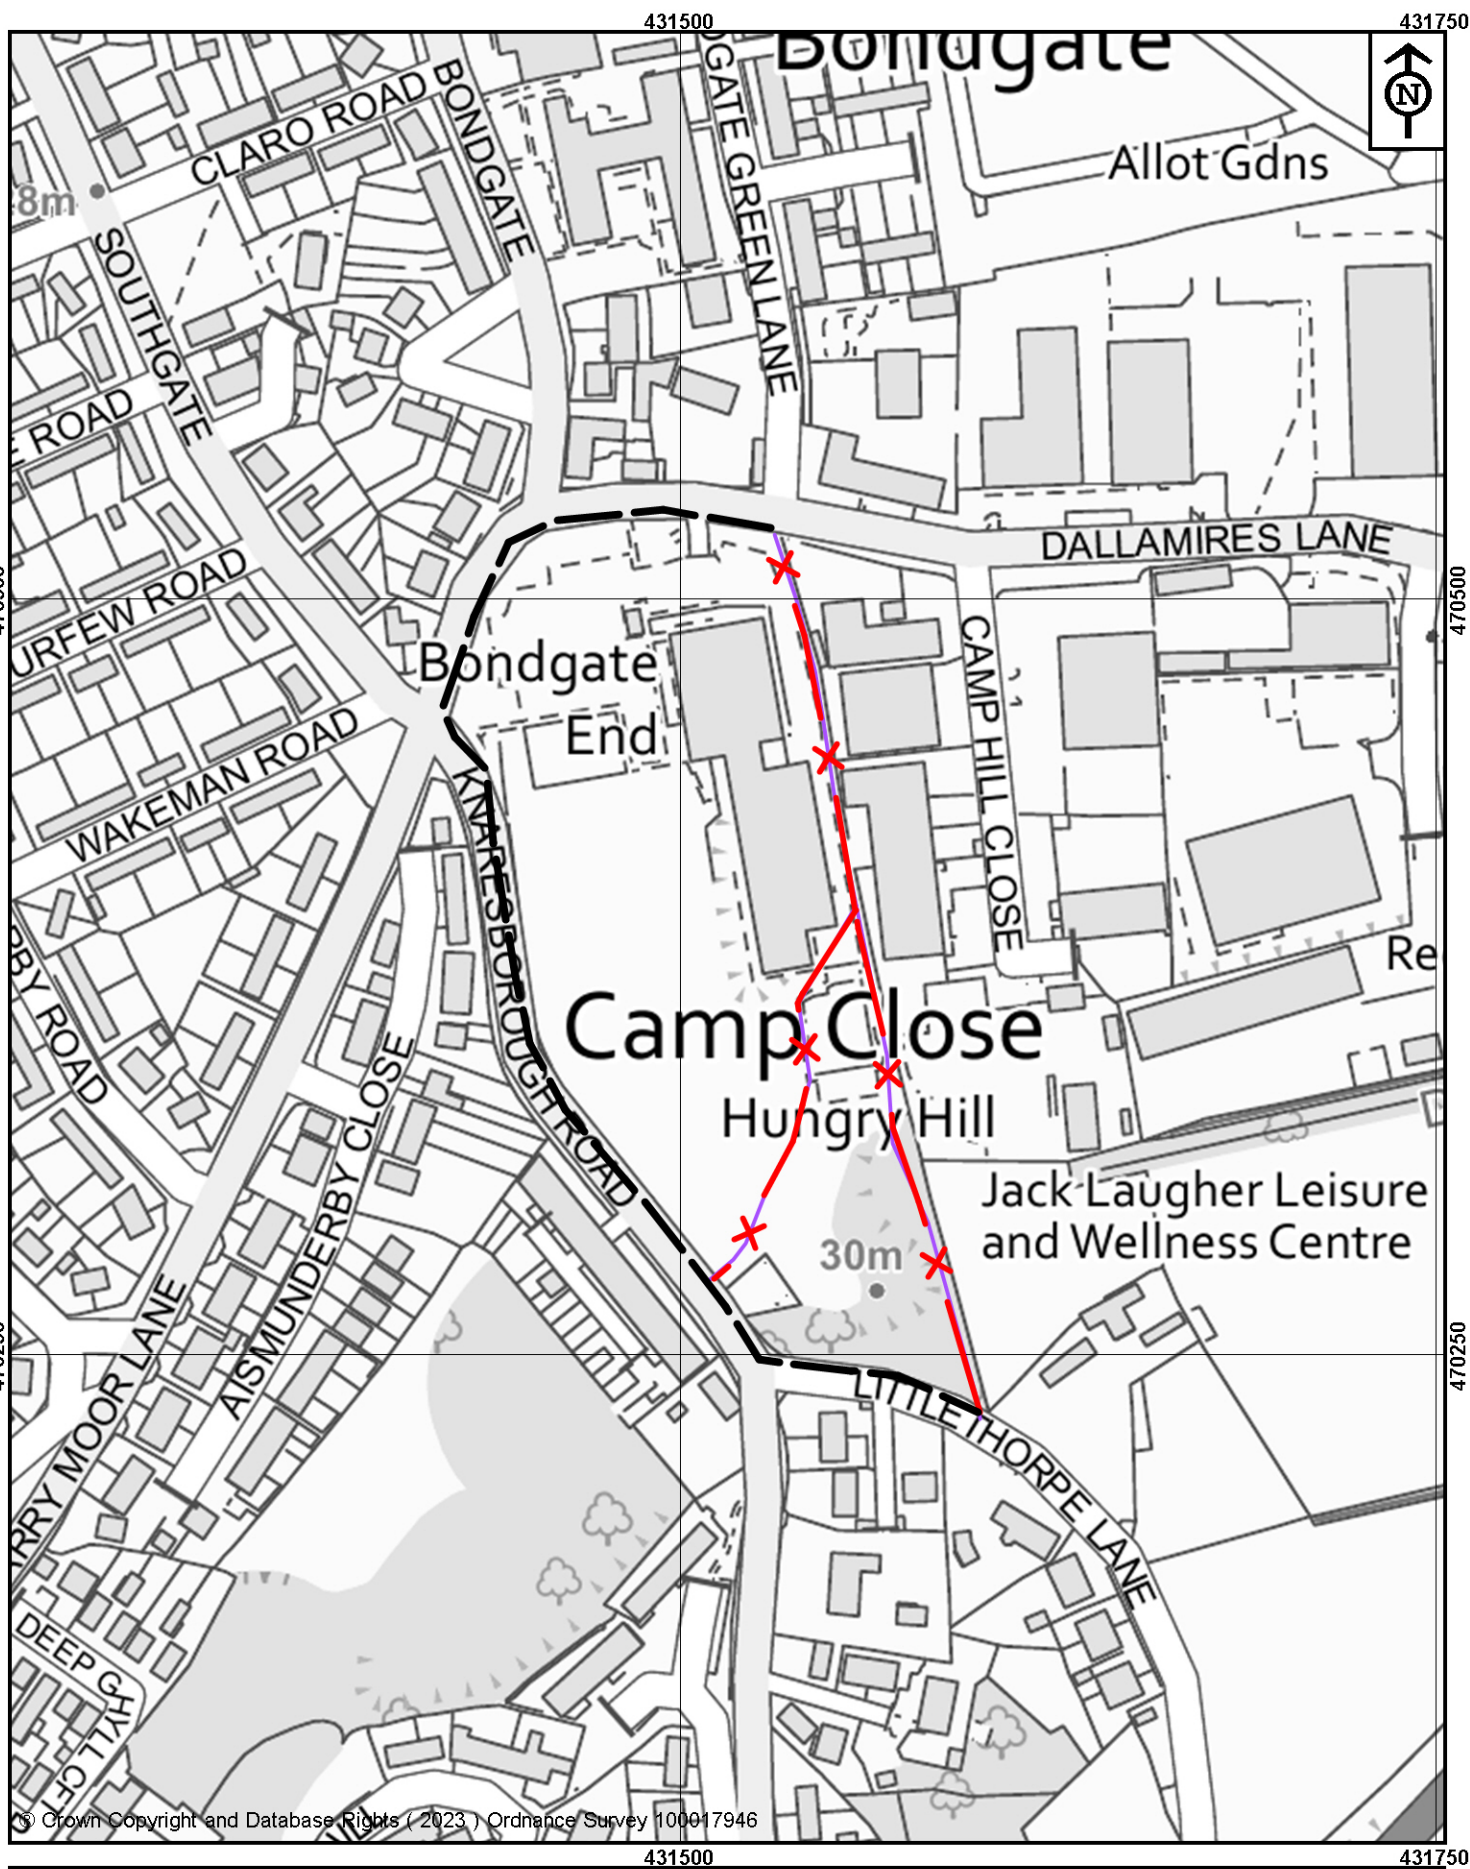 431500
431750
Bondgate
N
CLARO ROAD
BONDGATE
GATE GREEN LANE
Allot Gdns
8m
SOUTHGATE
E ROAD
DALLAMIRES LANE
470500
URFEW ROAD
Bondgate
End
CAMP HILL CLOSE
WAKEMAN ROAD
KNARESBOROUGH ROAD
RBY ROAD
Re
Camp Close
Hungry Hill
AISMUNDERBY CLOSE
Jack Laugher Leisure
and Wellness Centre
30m
470250
RRY MOOR LANE
LITTLETHORPE LANE
DEEP GHYLL CR
© Crown Copyright and Database Rights ( 2023 ) Ordnance Survey 100017946
431500
431750